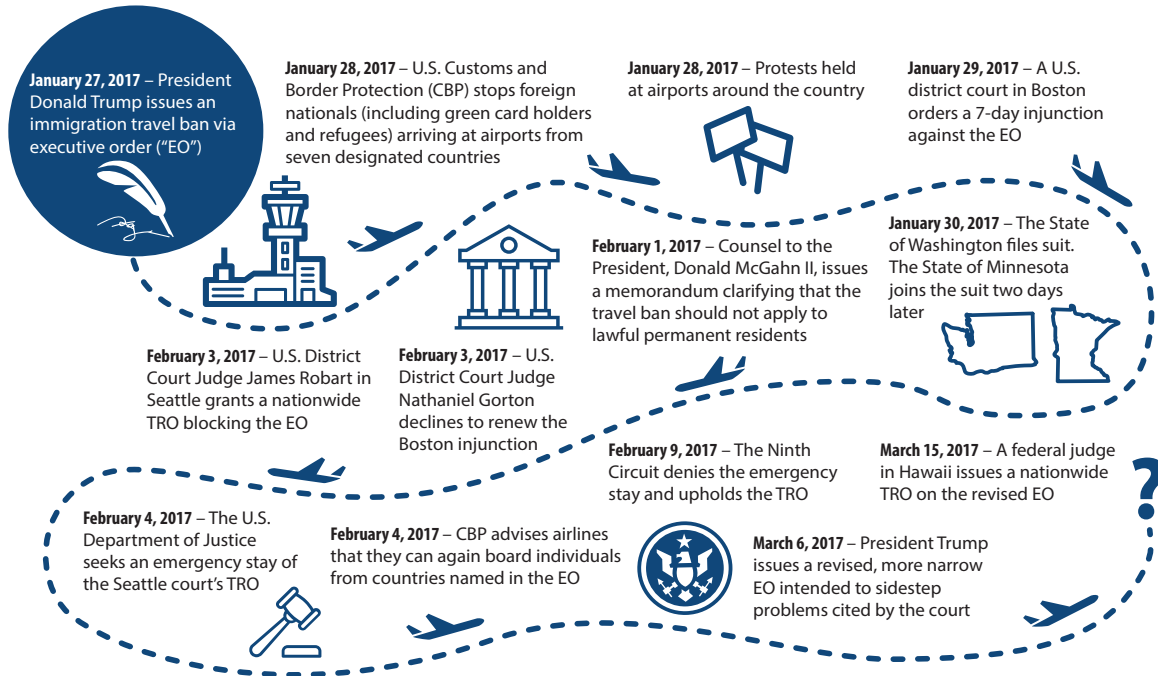 January 27, 2017 – President
Donald Trump issues an
immigration travel ban via
executive order (“EO”)
January 28, 2017 – U.S. Customs and
Border Protection (CBP) stops foreign
nationals (including green card holders
and refugees) arriving at airports from
seven designated countries
January 28, 2017 – Protests held
at airports around the country
January 29, 2017 – A U.S.
district court in Boston
orders a 7-day injunction
against the EO
January 30, 2017 – The State
of Washington files suit.
The State of Minnesota
joins the suit two days
later
February 1, 2017 – Counsel to the
President, Donald McGahn II, issues
a memorandum clarifying that the
travel ban should not apply to
lawful permanent residents
February 3, 2017 – U.S.
District Court Judge
Nathaniel Gorton
declines to renew the
Boston injunction
February 3, 2017 – U.S. District
Court Judge James Robart in
Seattle grants a nationwide
TRO blocking the EO
February 4, 2017 – The U.S.
Department of Justice
seeks an emergency stay of
the Seattle court’s TRO
February 4, 2017 – CBP advises airlines
that they can again board individuals
from countries named in the EO
February 9, 2017 – The Ninth
Circuit denies the emergency
stay and upholds the TRO
March 6, 2017 – President Trump
issues a revised, more narrow
EO intended to sidestep
problems cited by the court
March 15, 2017 – A federal judge
in Hawaii issues a nationwide
TRO on the revised EO
?